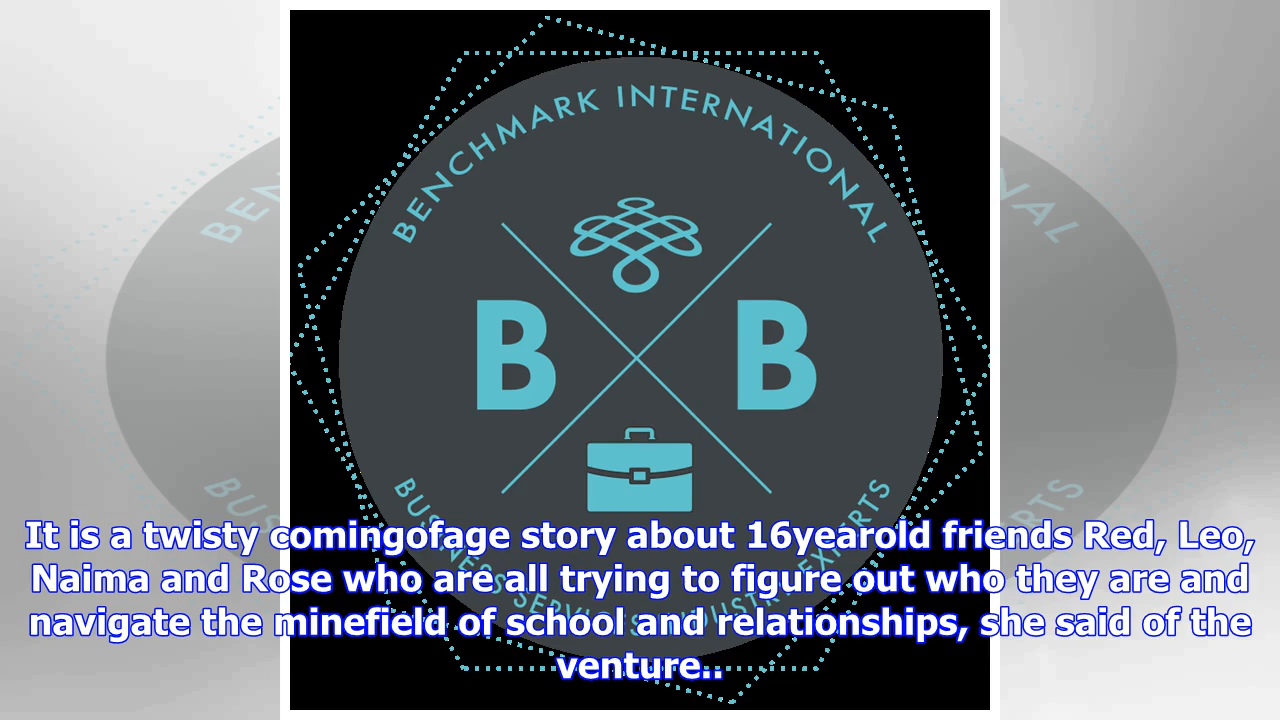 BENCHMARK INTERNATIONAL
B B
It is a twisty comingofage story about 16yearold friends Red, Leo,
Naima and Rose who are all trying to figure out who they are and
navigate the minefield of school and relationships, she said of the
venture..